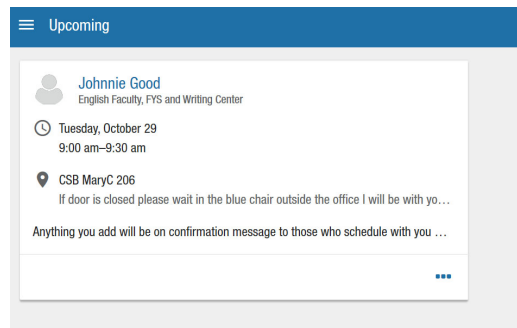 Upcoming
Johnnie Good
English Faculty, FYS and Writing Center
Tuesday, October 29
9:00 am–9:30 am
CSB MaryC 206
If door is closed please wait in the blue chair outside the office I will be with yo…
Anything you add will be on confirmation message to those who schedule with you …